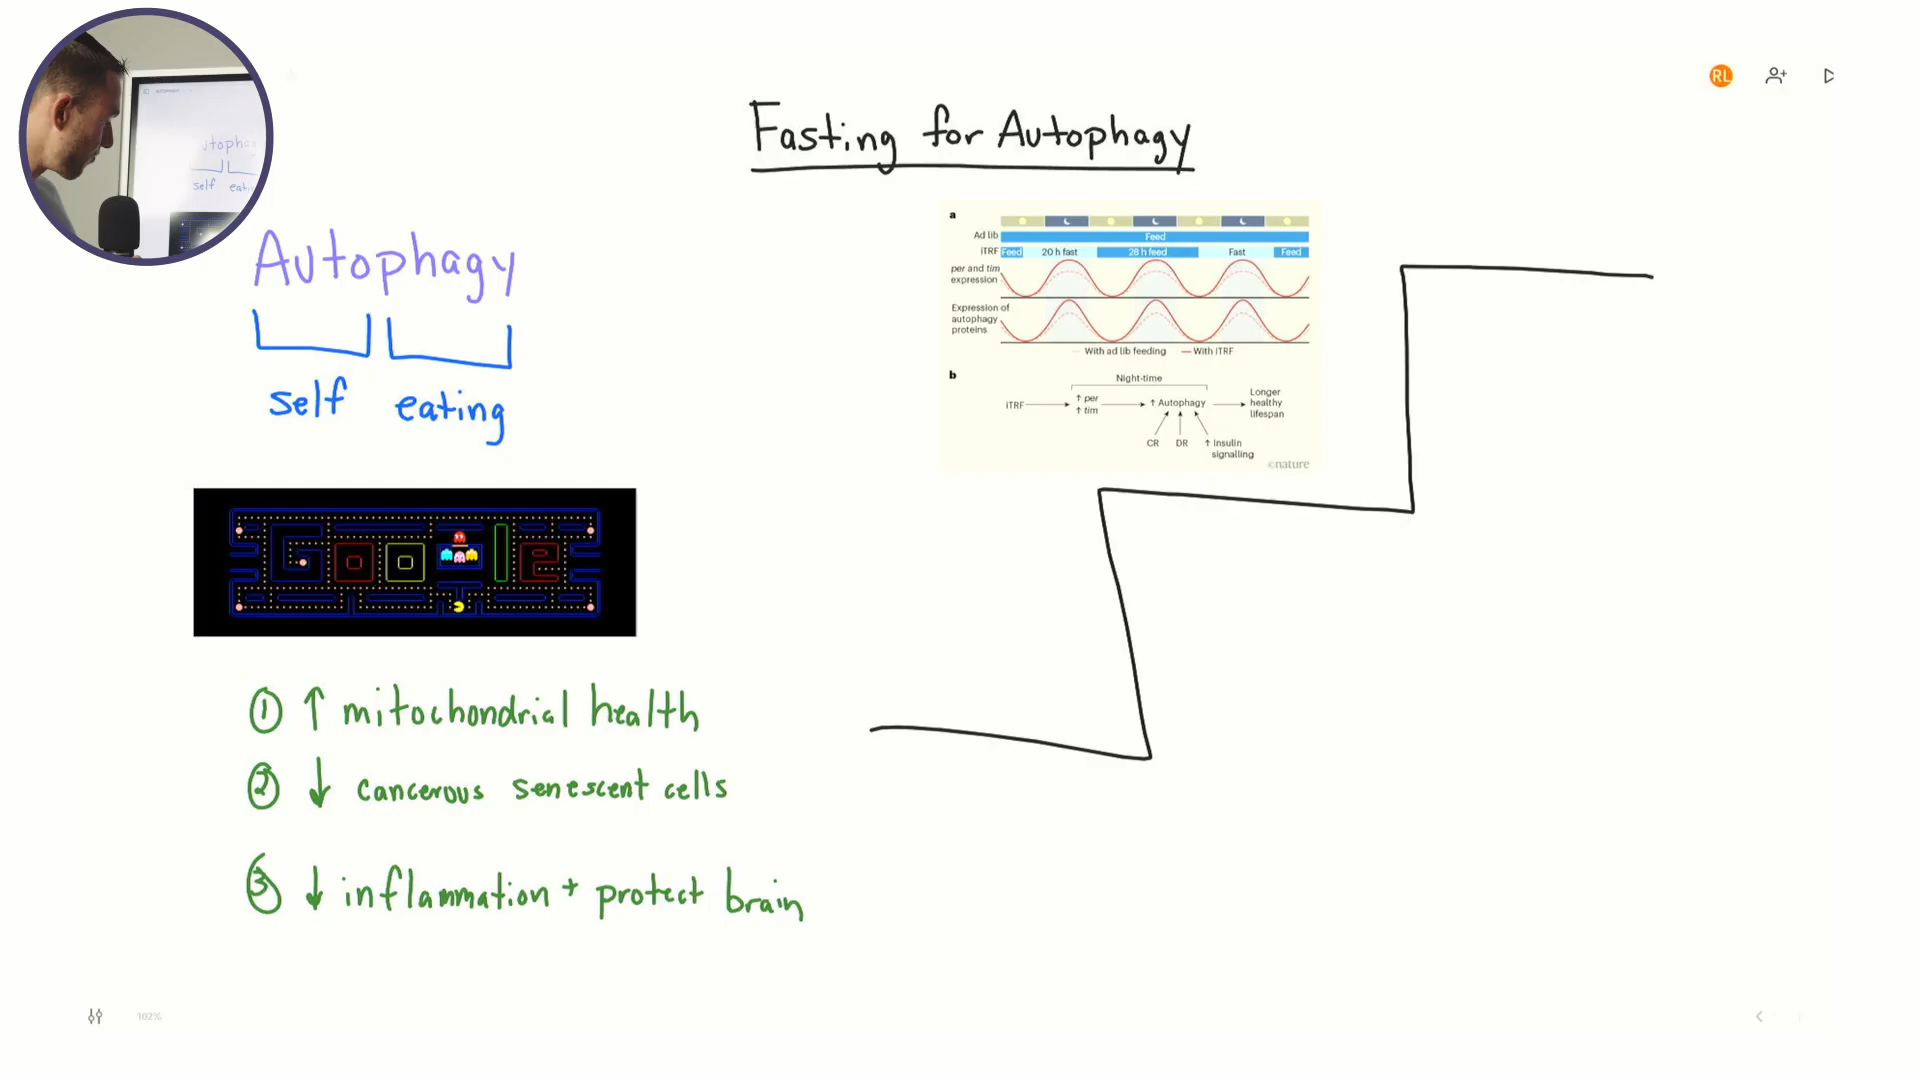 RL
Fasting for Autophagy
Autophagy
self eating
a
Ad lib Feed
iTRF Feed 20 h fast 28 h feed Fast Feed
per and tim
expression
Expression of
autophagy
proteins
With ad lib feeding With iTRF
b
Night-time
iTRF ↑ per
↑ tim
↑ Autophagy
Longer
healthy
lifespan
CR DR ↑ Insulin
signalling
©nature
① ↑ mitochondrial health
② ↓ cancerous senescent cells
③ ↓ inflammation + protect brain
102%